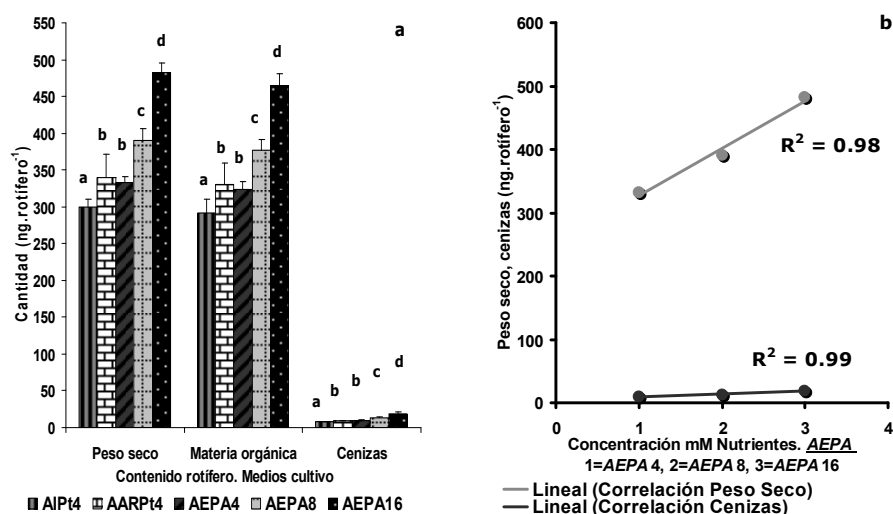 a
Cantidad (ng.rotífero-1)
550
500
450
400
350
300
250
200
150
100
50
0
a b b c d
a b b c d
a b b c d
Peso seco Materia orgánica Cenizas
Contenido rotífero. Medios cultivo
AIPt4 AARPt4 AEPA4 AEPA8 AEPA16
b
Peso seco, cenizas (ng.rotífero-1)
600
500
400
300
200
100
0
R2 = 0.98
R2 = 0.99
0 1 2 3 4
Concentración mM Nutrientes. AEPA
1=AEPA 4, 2=AEPA 8, 3=AEPA 16
Lineal (Correlación Peso Seco)
Lineal (Correlación Cenizas)